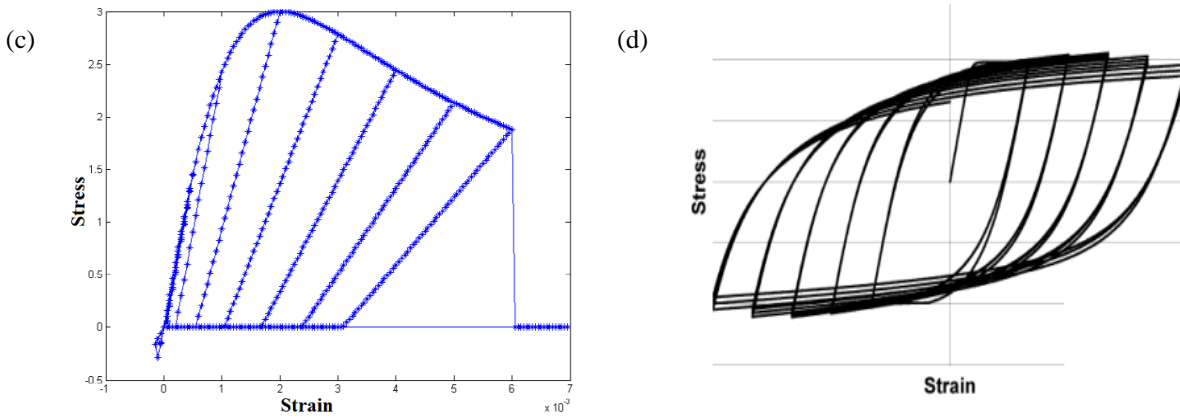 (c)
3
2.5
2
1.5
1
0.5
0
-0.5
Stress
-1 0 1 2 3 4 5 6 7
Strain
x 10⁻³
(d)
Stress
Strain